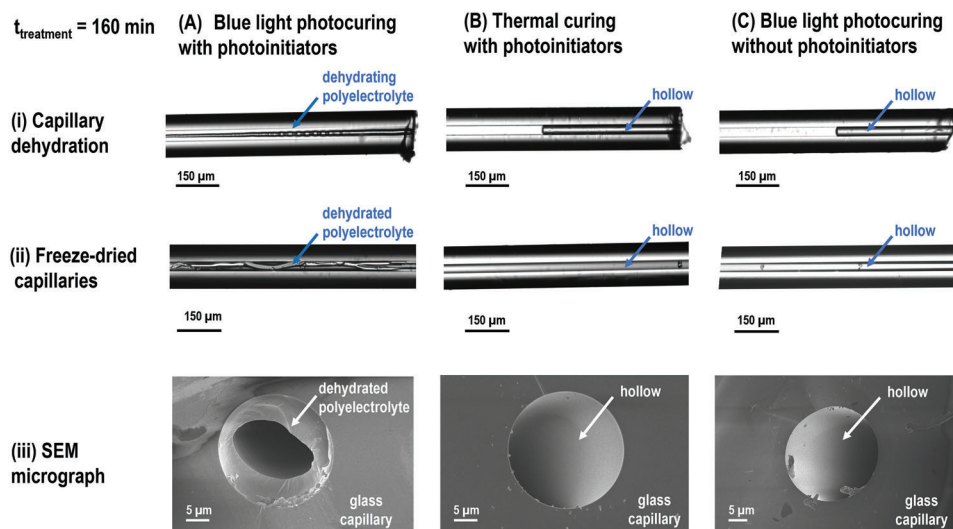 t_treatment = 160 min
(A) Blue light photocuring
with photoinitiators
(B) Thermal curing
with photoinitiators
(C) Blue light photocuring
without photoinitiators
(i) Capillary
dehydration
dehydrating
polyelectrolyte
150 µm
hollow
150 µm
hollow
150 µm
(ii) Freeze-dried
capillaries
dehydrated
polyelectrolyte
150 µm
hollow
150 µm
hollow
150 µm
(iii) SEM
micrograph
dehydrated
polyelectrolyte
5 µm
glass
capillary
hollow
5 µm
glass
capillary
hollow
5 µm
glass
capillary